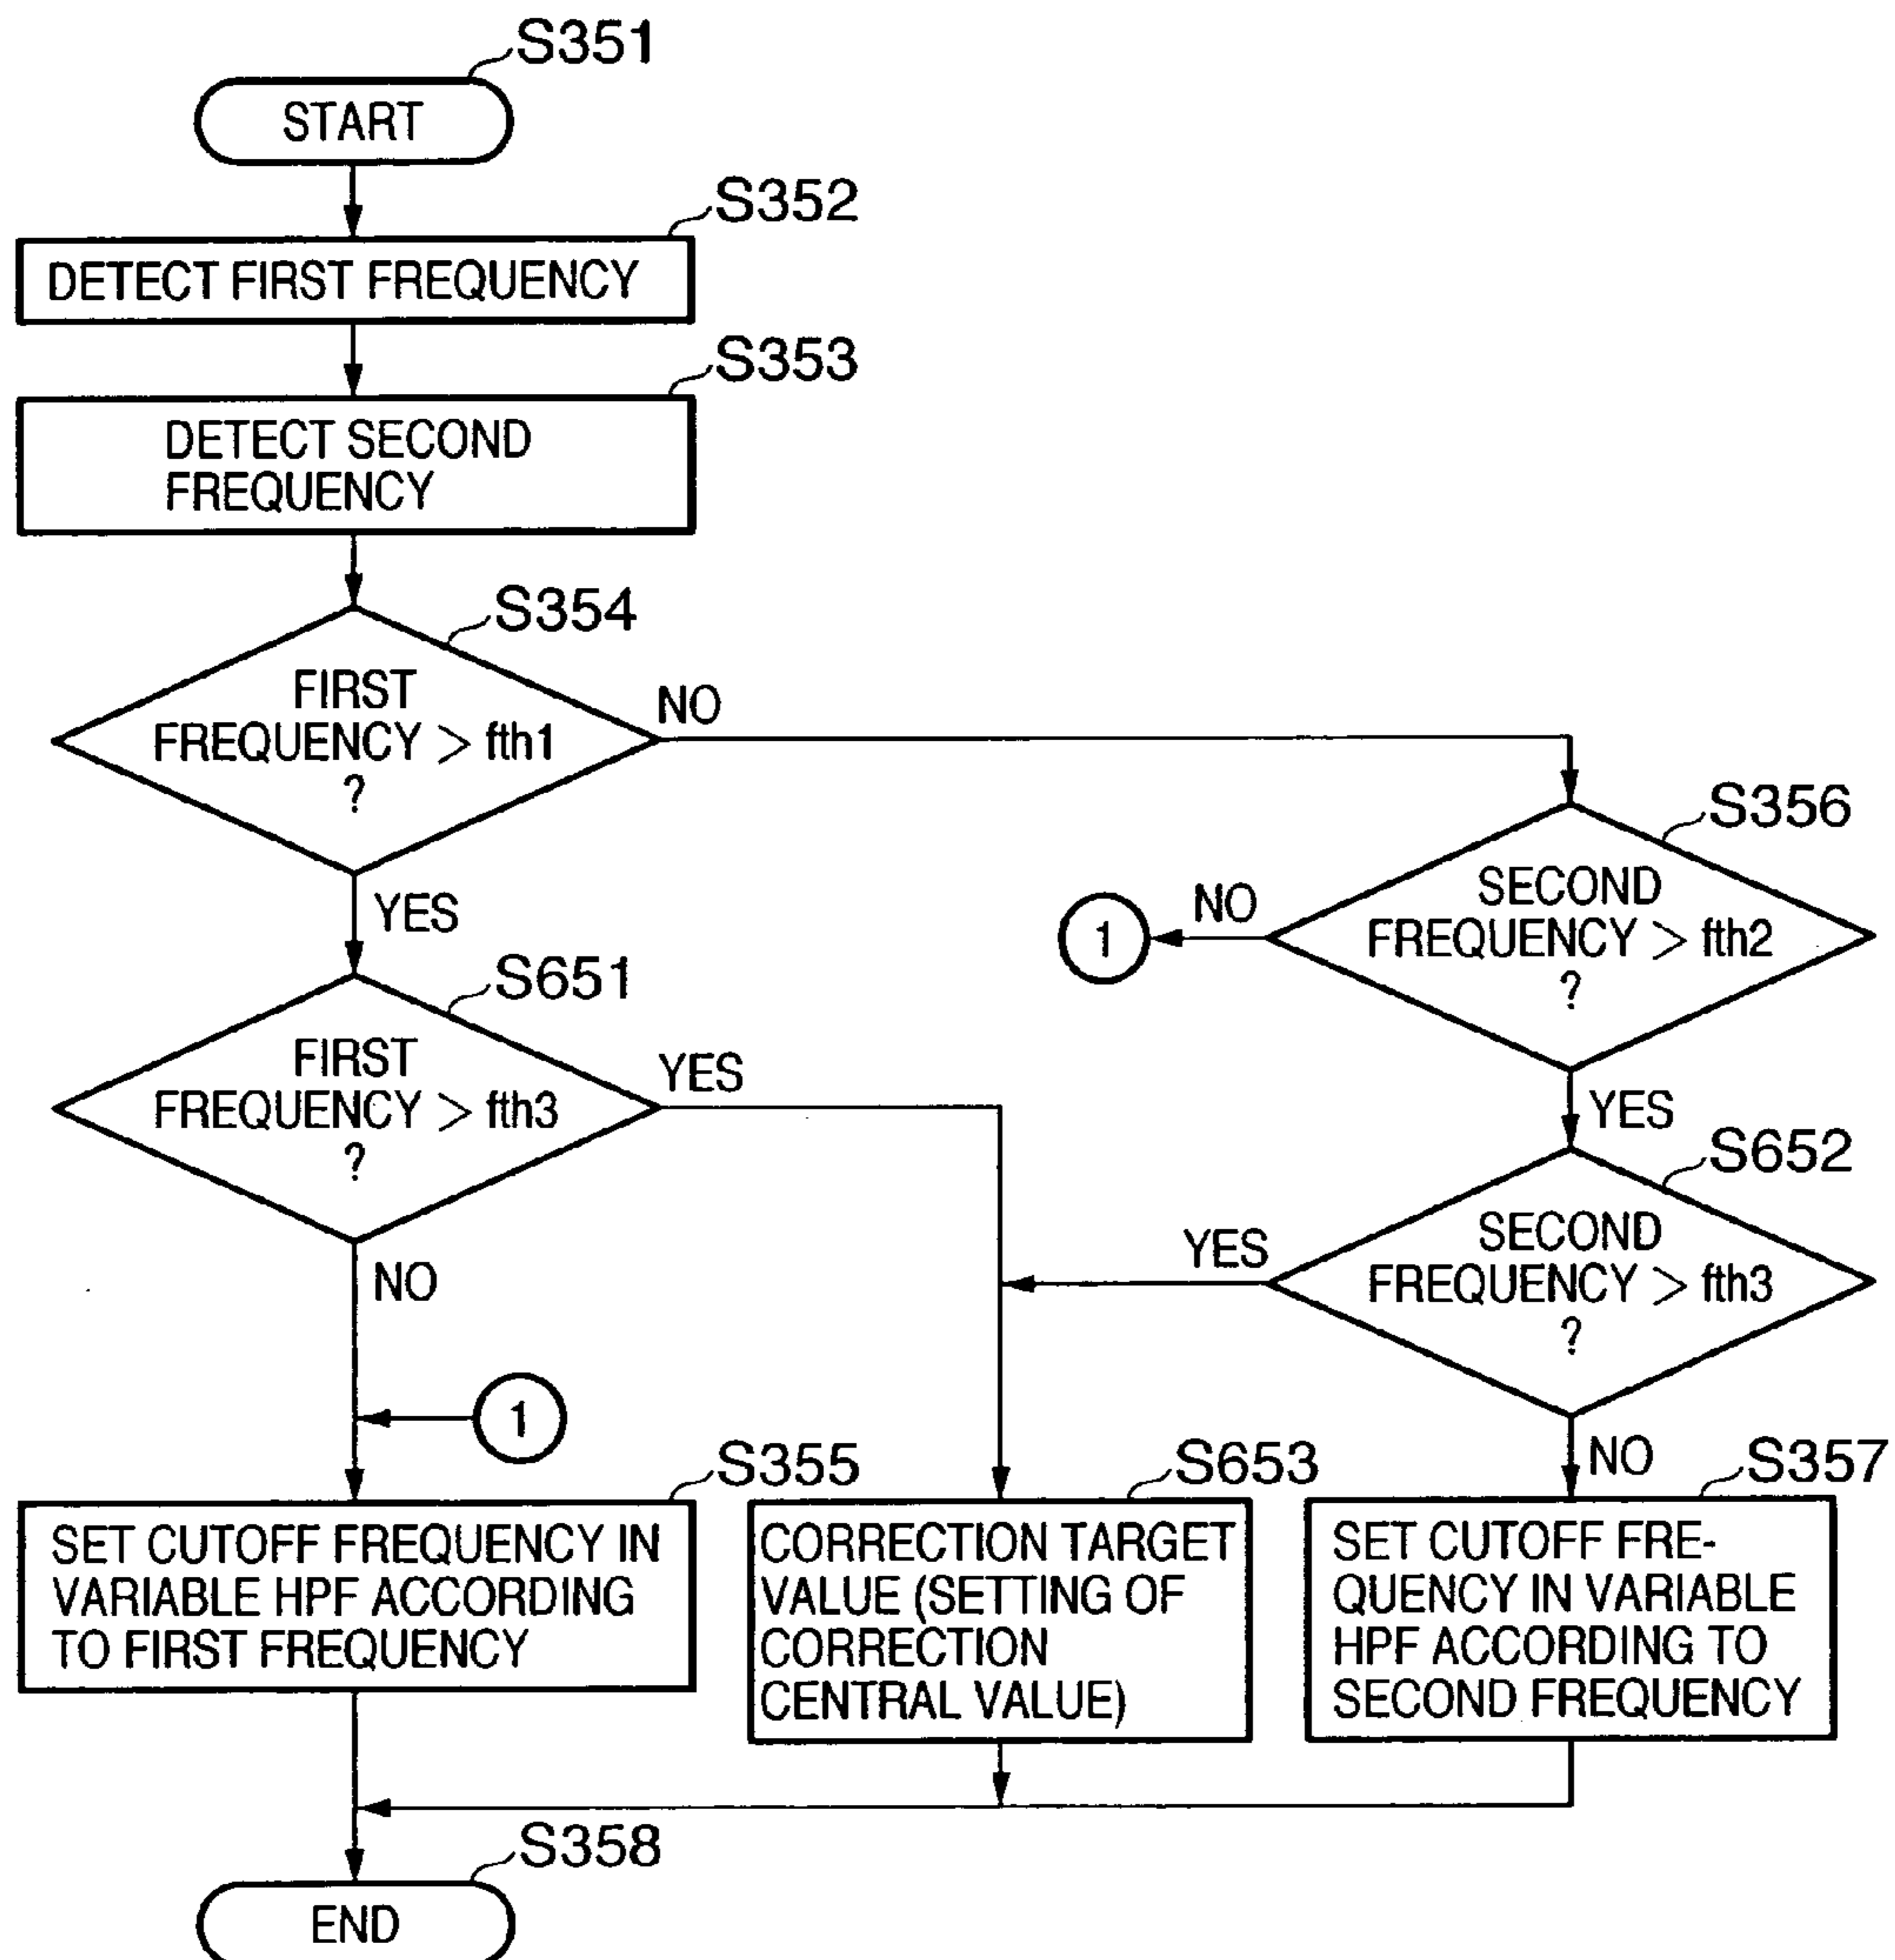 S351
START
S352
DETECT FIRST FREQUENCY
S353
DETECT SECOND
FREQUENCY
S354
FIRST
FREQUENCY > fth1
?
NO
YES
S356
SECOND
FREQUENCY > fth2
?
NO
1
YES
S651
FIRST
FREQUENCY > fth3
?
YES
NO
S652
SECOND
FREQUENCY > fth3
?
YES
NO
1
S355
SET CUTOFF FREQUENCY IN
VARIABLE HPF ACCORDING
TO FIRST FREQUENCY
S653
CORRECTION TARGET
VALUE (SETTING OF
CORRECTION
CENTRAL VALUE)
S357
SET CUTOFF FRE-
QUENCY IN VARIABLE
HPF ACCORDING TO
SECOND FREQUENCY
S358
END